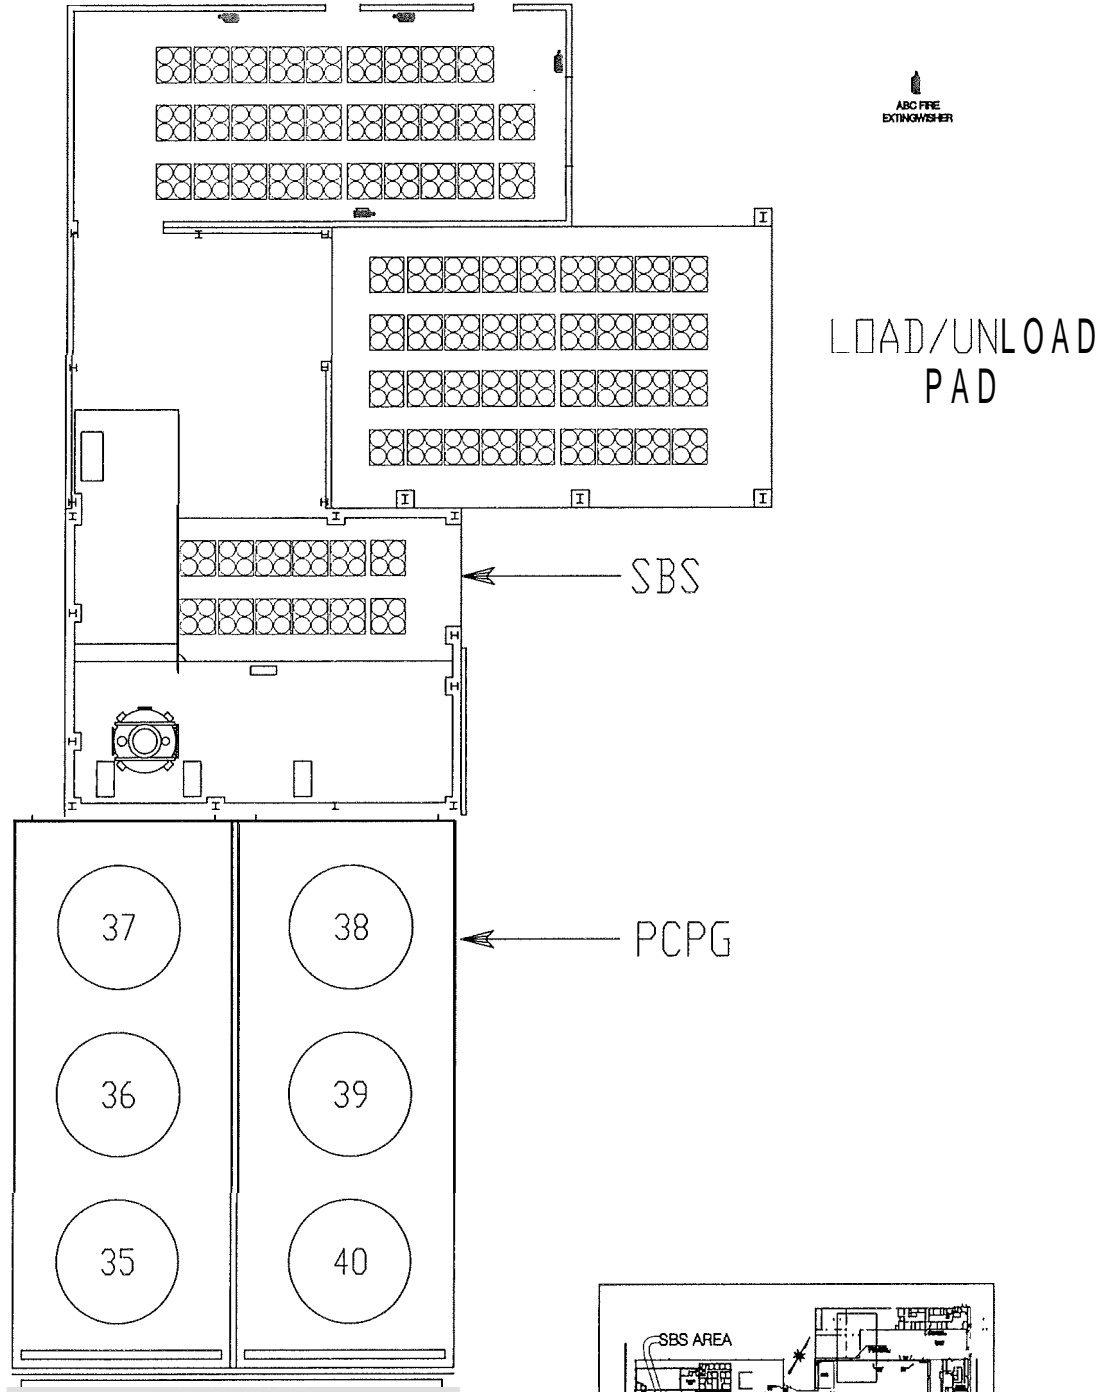 ABC FIRE
EXTINGWISHER
LOAD/UNLOAD
PAD
SBS
PCPG
37
38
36
39
35
40
SBS AREA